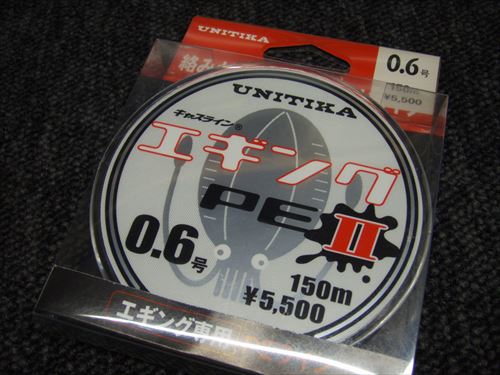 UNITIKA
0.6号
150m
¥5,500
UNITIKA
キャスライン®
エギング
PE II
0.6号
150m
¥5,500
エギング専用